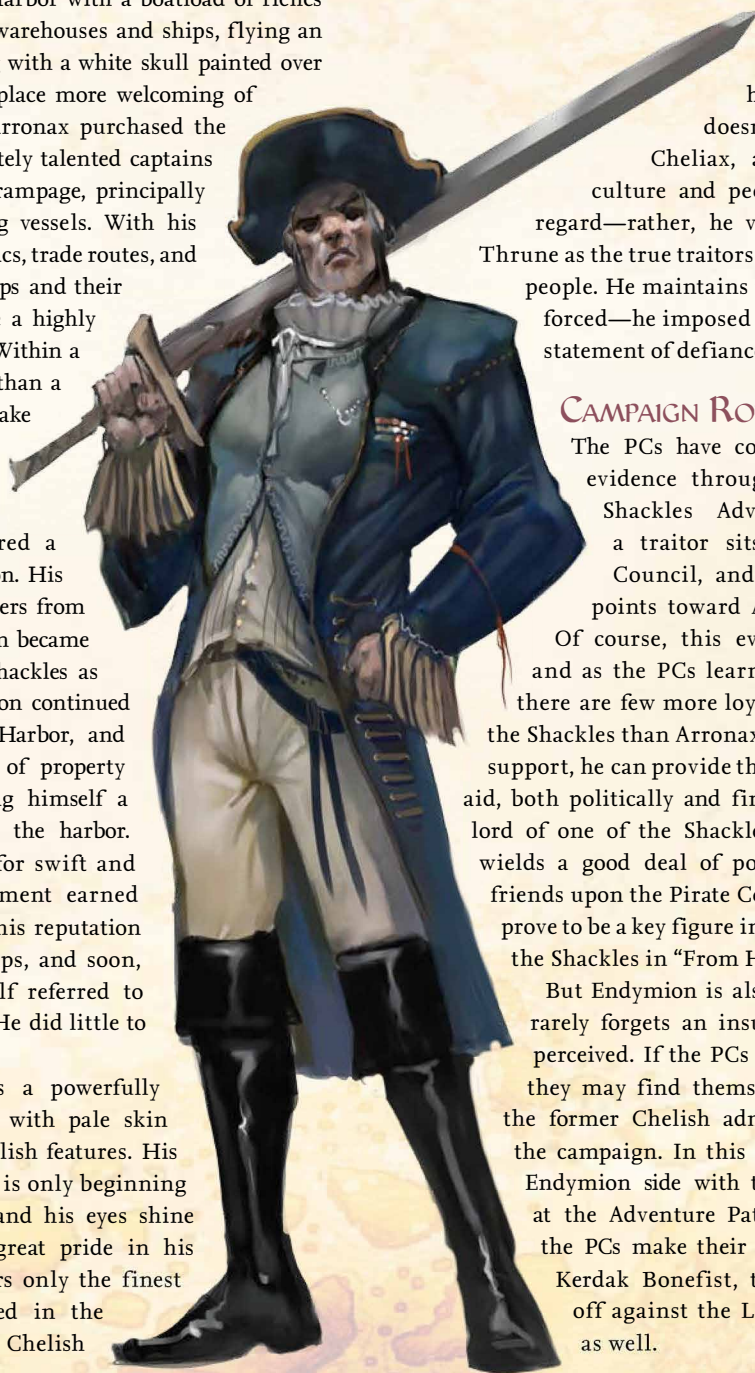 harbor with a boatload of riches
warehouses and ships, flying an
with a white skull painted over
place more welcoming of
rronax purchased the
tely talented captains
rampage, principally
g vessels. With his
cs, trade routes, and
ps and their
a highly
Within a
than a
ake
red a
on. His
ers from
n became
hackles as
on continued
Harbor, and
of property
ng himself a
the harbor.
for swift and
ment earned
his reputation
ps, and soon,
lf referred to
He did little to
s a powerfully
with pale skin
lish features. His
is only beginning
and his eyes shine
great pride in his
rs only the finest
ed in the
Chelish
h
doesn
Cheliax, a
culture and peo
regard—rather, he v
Thrune as the true traitors
people. He maintains
forced—he imposed
statement of defiance
CAMPAIGN RO
The PCs have co
evidence throug
Shackles Adv
a traitor sits
Council, and
points toward A
Of course, this ev
and as the PCs learn
there are few more loy
the Shackles than Arronax
support, he can provide th
aid, both politically and fin
lord of one of the Shackle
wields a good deal of po
friends upon the Pirate Co
prove to be a key figure in
the Shackles in “From H
But Endymion is als
rarely forgets an insu
perceived. If the PCs
they may find thems
the former Chelish adm
the campaign. In this
Endymion side with t
at the Adventure Pat
the PCs make their
Kerdak Bonefist, t
off against the L
as well.